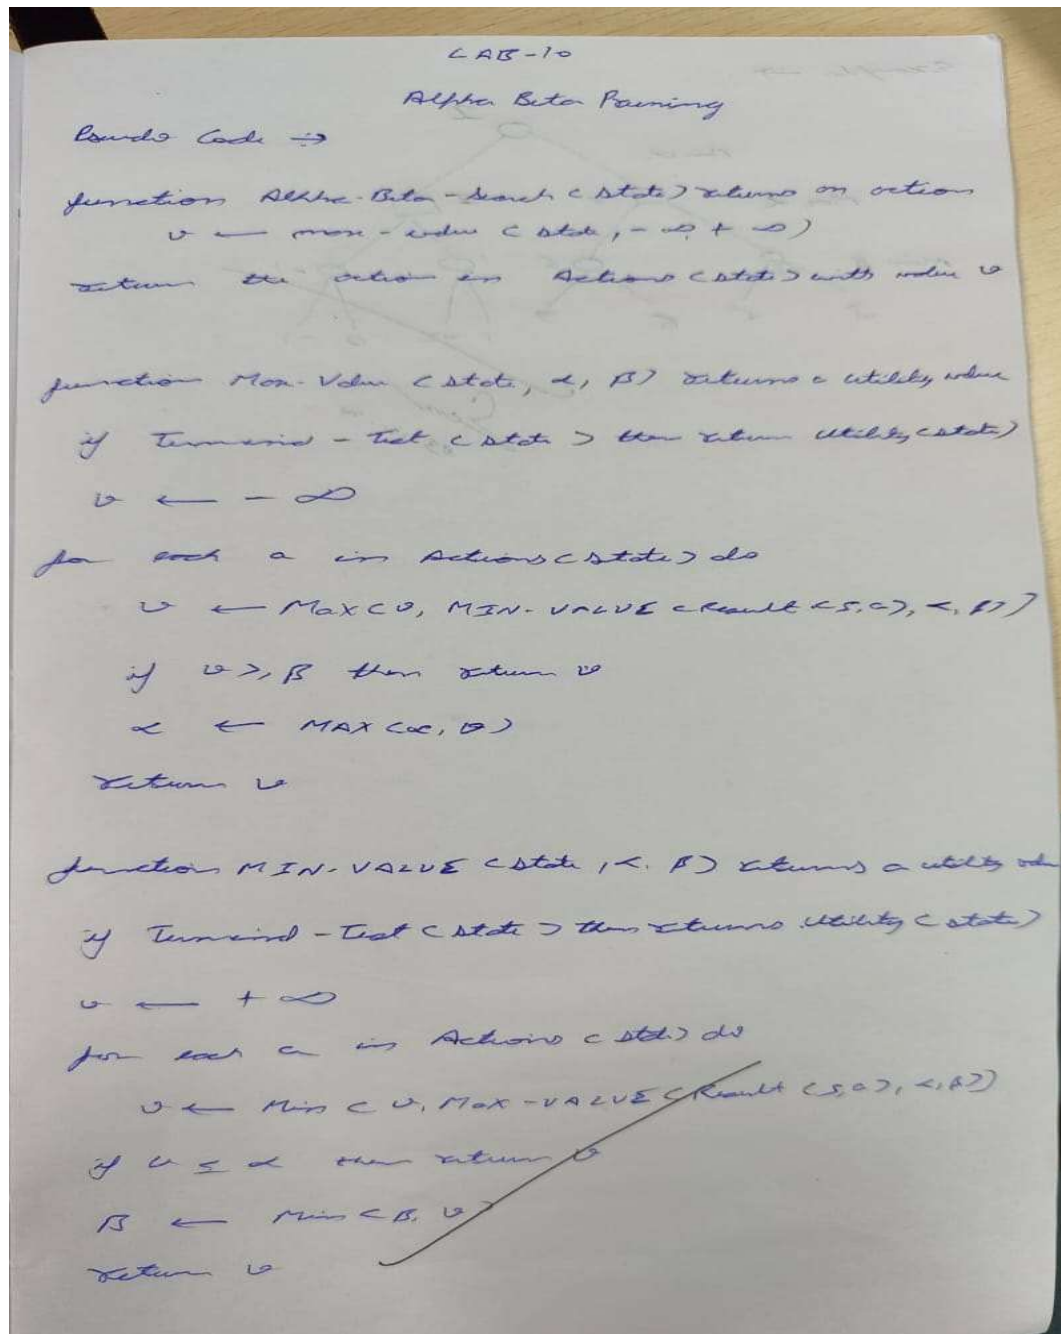 LAB-10
Alpha Beta Pruning
Psudo Code →
function Alpha-Beta-Search (state) returns an action
v ← max-value (state, -∞, +∞)
return the action in Actions (state) with value v
function Max-Value (state, α, β) returns a utility value
if Terminal - Test (state) then return utility (state)
v ← - ∞
for each a in Actions (state) do
v ← Max (v, MIN-VALUE (Result (s,a), α, β))
if v ≥ β then return v
α ← MAX (α, v)
return v
function MIN-VALUE (state, α, β) returns a utility value
if Terminal - Test (state) then returns utility (state)
v ← + ∞
for each a in Actions (state) do
v ← Min (v, Max-VALUE (Result (s,a), α, β))
if v ≤ α then return v
β ← Min (β, v)
return v